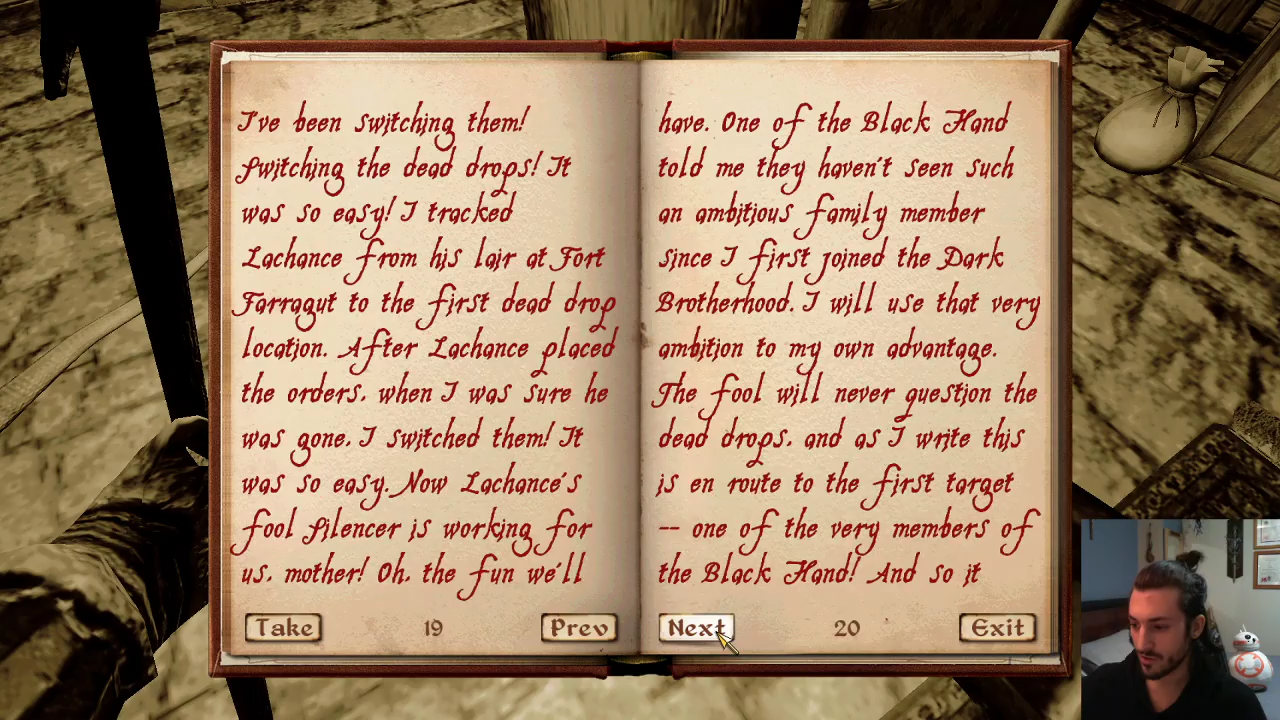 I've been switching them!
Switching the dead drops! It
was so easy! I tracked
Lachance from his lair at Fort
Farragut to the first dead drop
location. After Lachance placed
the orders, when I was sure he
was gone, I switched them! It
was so easy. Now Lachance's
fool Silencer is working for
us, mother! Oh, the fun we'll
Take
19
Prev
have. One of the Black Hand
told me they haven't seen such
an ambitious family member
since I first joined the Dark
Brotherhood. I will use that very
ambition to my own advantage.
The fool will never question the
dead drops, and as I write this
is en route to the first target
-- one of the very members of
the Black Hand! And so it
Next
20
Exit